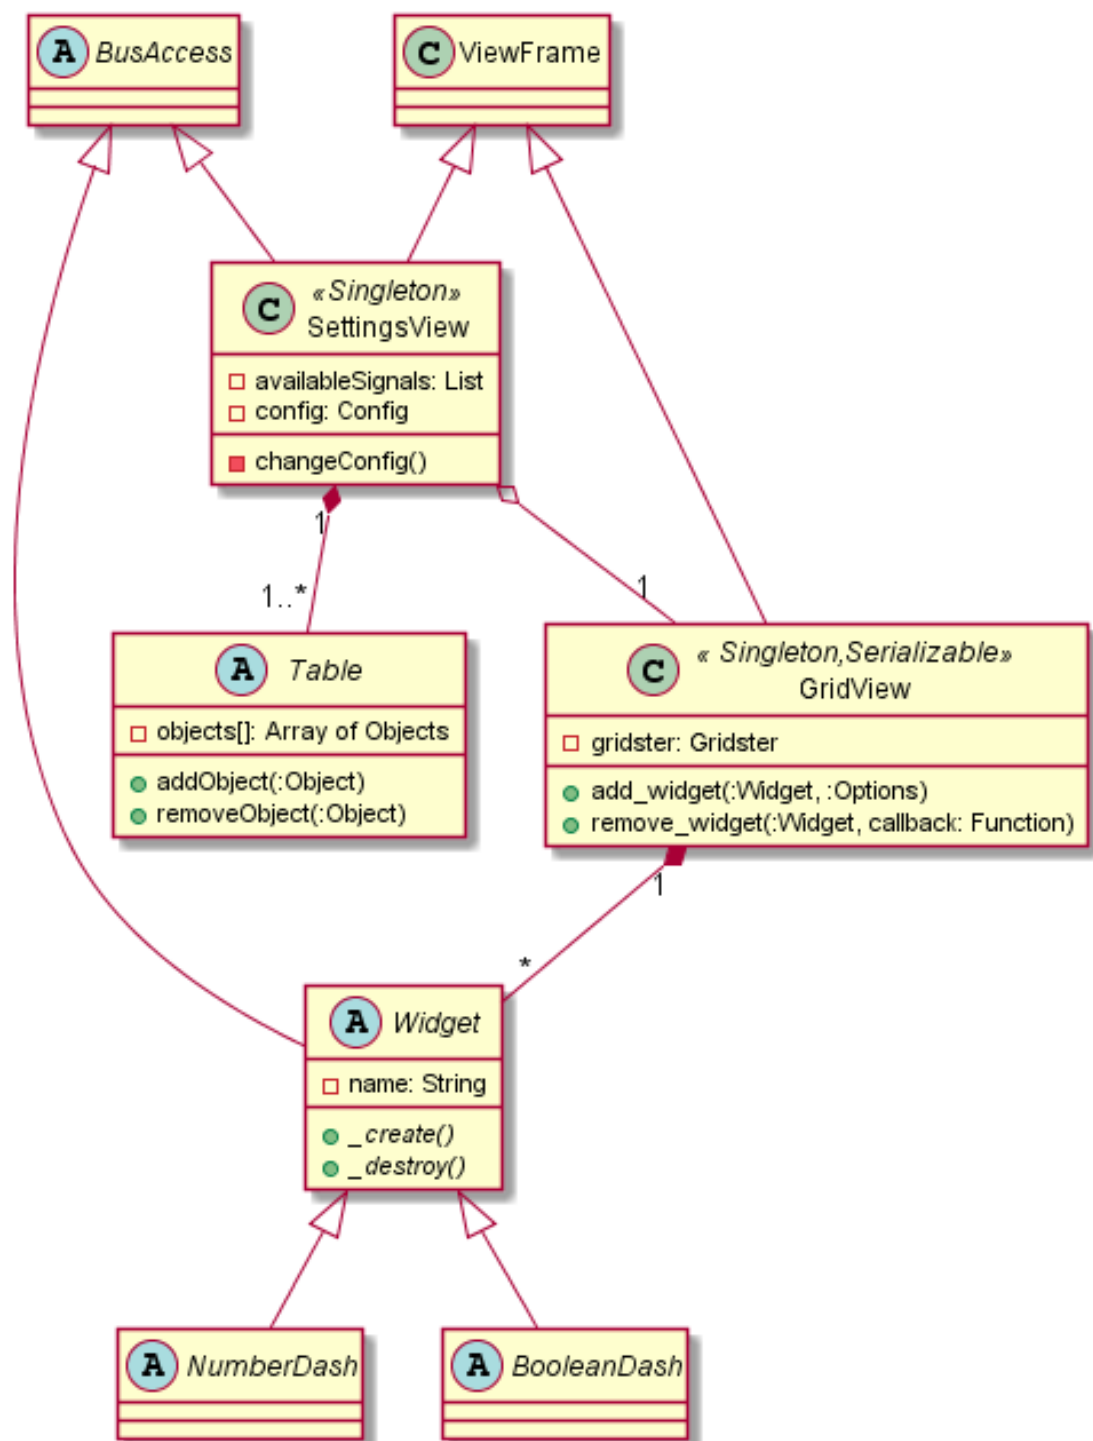 A BusAccess
C ViewFrame
«Singleton»
C SettingsView
availableSignals: List
config: Config
changeConfig()
1
1..*
1
A Table
objects[]: Array of Objects
addObject(:Object)
removeObject(:Object)
« Singleton,Serializable»
C GridView
gridster: Gridster
add_widget(:Widget, :Options)
remove_widget(:Widget, callback: Function)
1
*
A Widget
name: String
_create()
_destroy()
A NumberDash
A BooleanDash